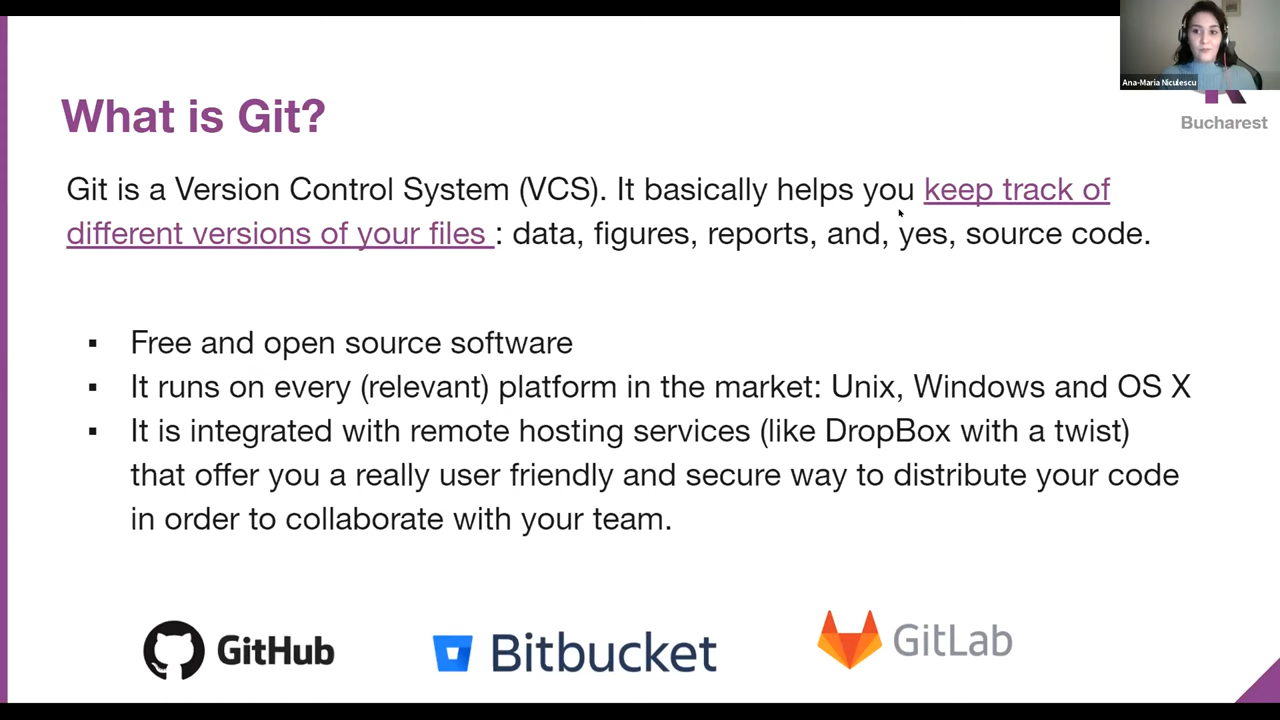 Ana-Maria Niculescu
Bucharest
What is Git?
Git is a Version Control System (VCS). It basically helps you keep track of
different versions of your files : data, figures, reports, and, yes, source code.
▪ Free and open source software
▪ It runs on every (relevant) platform in the market: Unix, Windows and OS X
▪ It is integrated with remote hosting services (like DropBox with a twist)
that offer you a really user friendly and secure way to distribute your code
in order to collaborate with your team.
GitHub
Bitbucket
GitLab